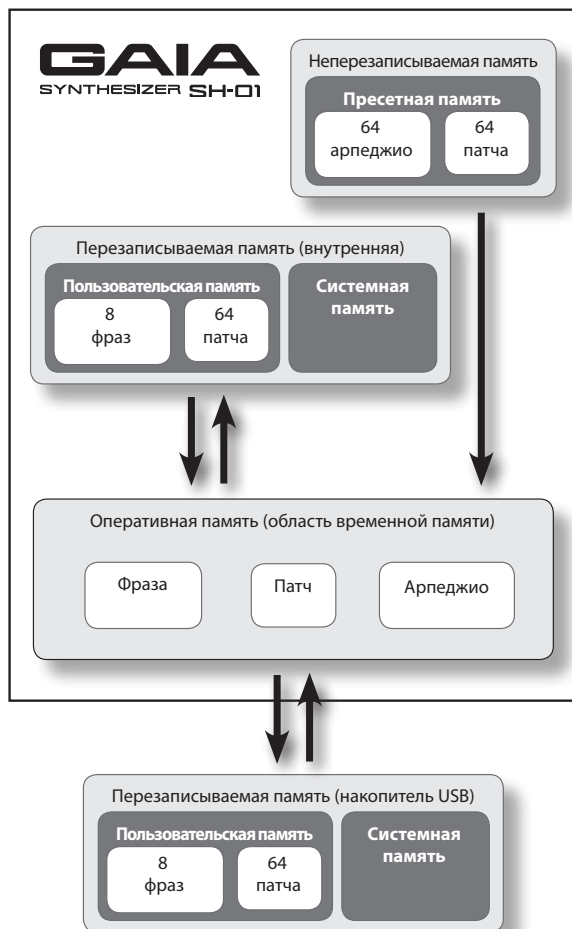 GAIA
SYNTHESIZER SH-01
Неперезаписываемая память
Пресетная память
64
арпеджио
64
патча
Перезаписываемая память (внутренняя)
Пользовательская память
8
фраз
64
патча
Системная
память
Оперативная память (область временной памяти)
Фраза
Патч
Арпеджио
Перезаписываемая память (накопитель USB)
Пользовательская память
8
фраз
64
патча
Системная
память